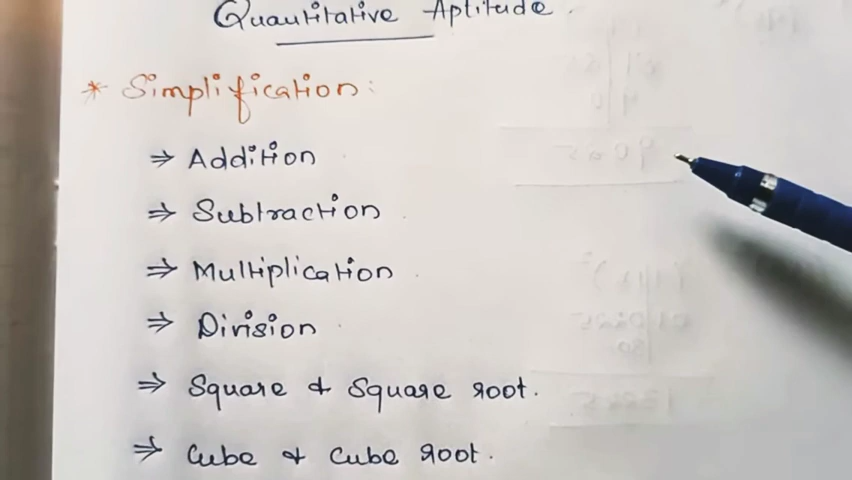 Quantitative Aptitude.
* Simplification:
⇒ Addition
⇒ Subtraction
⇒ Multiplication
⇒ Division
⇒ Square & Square root.
⇒ Cube & Cube root.